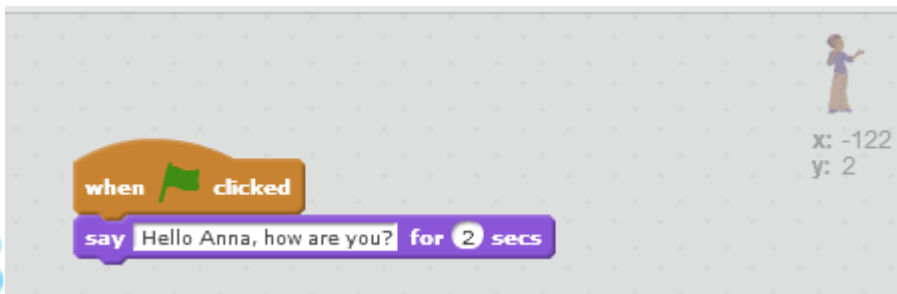 x: -122
y: 2
when clicked
say Hello Anna, how are you? for 2 secs